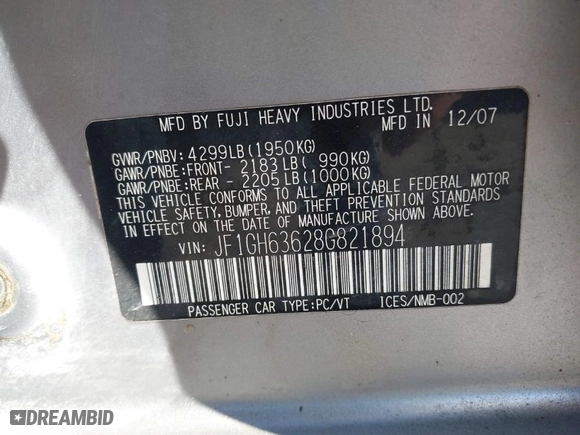 MFD BY FUJI HEAVY INDUSTRIES LTD.
MFD IN 12/07
GVWR/PNBV: 4299LB(1950KG)
GAWR/PNBE:FRONT- 2183LB( 990KG)
GAWR/PNBE:REAR - 2205LB(1000KG)
THIS VEHICLE CONFORMS TO ALL APPLICABLE FEDERAL MOTOR
VEHICLE SAFETY, BUMPER, AND THEFT PREVENTION STANDARDS
IN EFFECT ON THE DATE OF MANUFACTURE SHOWN ABOVE.
VIN: JF1GH63628G821894
PASSENGER CAR TYPE:PC/VT ICES/NMB-002
DREAMBID